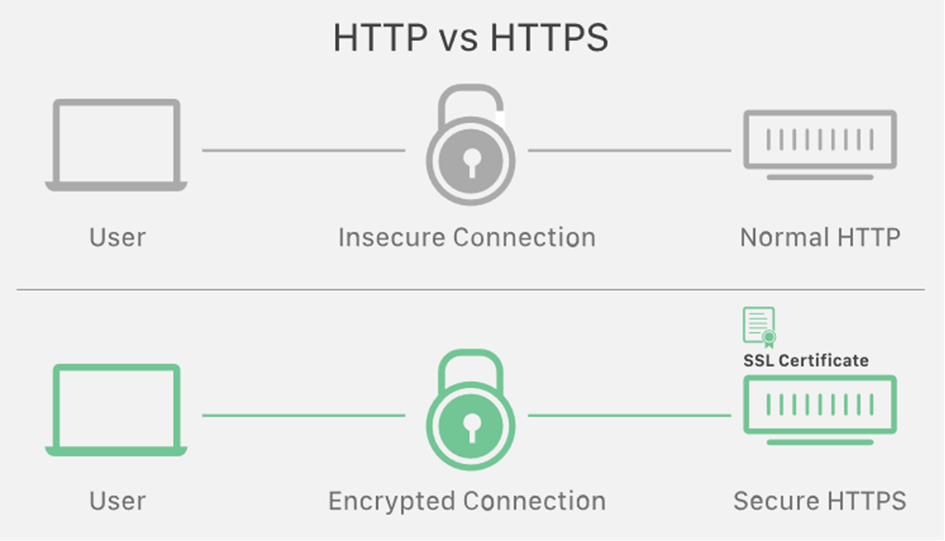 HTTP vs HTTPS
User
Insecure Connection
Normal HTTP
SSL Certificate
User
Encrypted Connection
Secure HTTPS